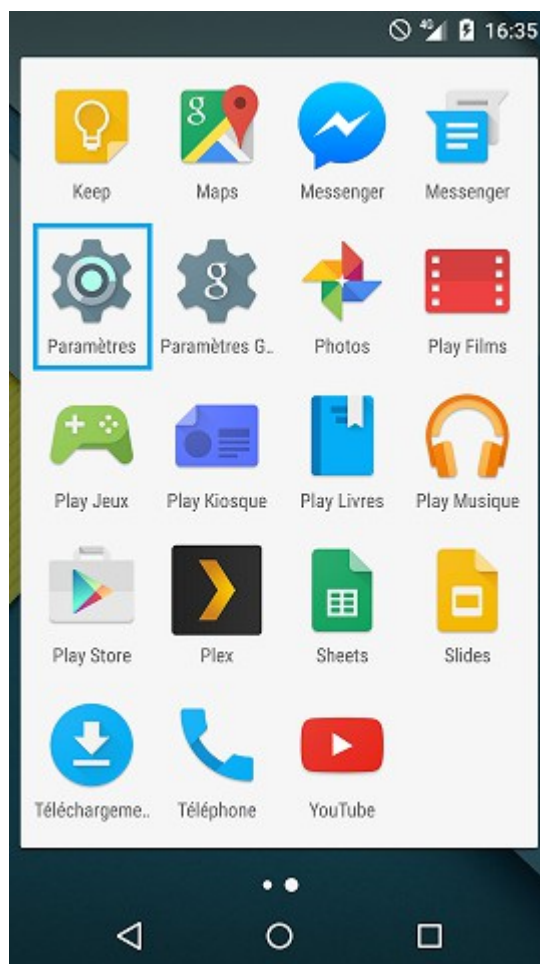 4G 16:35
g
Keep Maps Messenger Messenger
g
Paramètres Paramètres G.. Photos Play Films
Play Jeux Play Kiosque Play Livres Play Musique
Play Store Plex Sheets Slides
Téléchargeme.. Téléphone YouTube